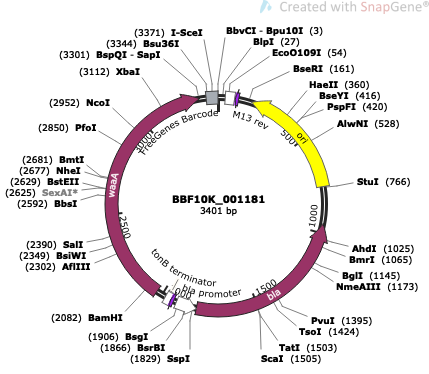 Created with SnapGene®
(3371) I-SceI
(3344) Bsu36I
(3301) BspQI - SapI
(3112) XbaI
(2952) NcoI
(2850) PfoI
(2681) BmtI
(2677) NheI
(2629) BstEII
(2625) SexAI*
(2592) BbsI
(2390) SalI
(2349) BsiWI
(2302) AflIII
(2082) BamHI
(1906) BsgI
(1866) BsrBI
(1829) SspI
BbvCI - Bpu10I (3)
BlpI (27)
EcoO109I (54)
BseRI (161)
HaeII (360)
BseYI (416)
PspFI (420)
AlwNI (528)
StuI (766)
AhdI (1025)
BmrI (1065)
BglI (1145)
NmeAIII (1173)
PvuI (1395)
TsoI (1424)
TatI (1503)
ScaI (1505)
FreeGenes Barcode
M13 rev
ori
500
1000
1500
2500
waaA
bla
tonB terminator
bla promoter
BBF10K_001181
3401 bp